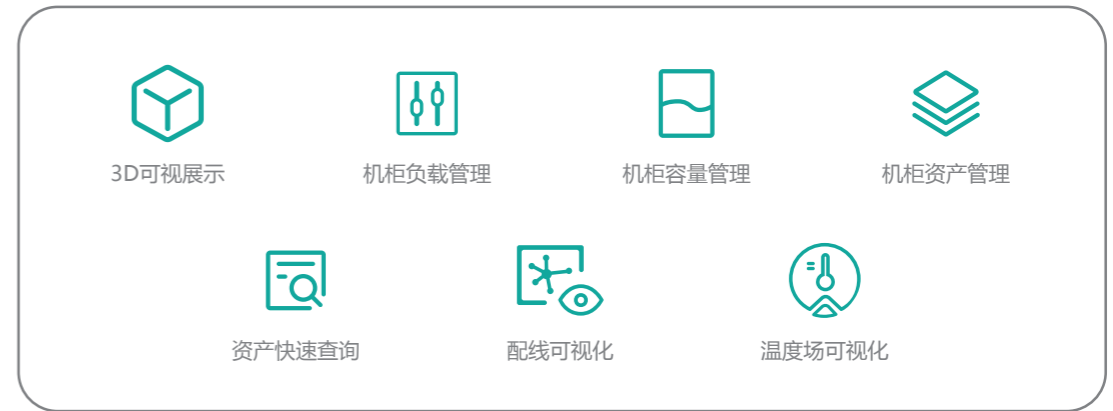 3D可视展示
机柜负载管理
机柜容量管理
机柜资产管理
资产快速查询
配线可视化
温度场可视化